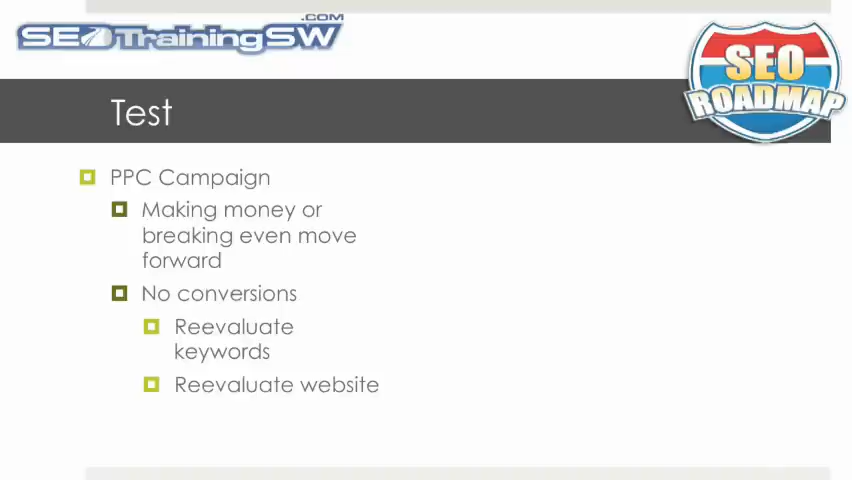 SEOTrainingSW.COM
SEO
ROADMAP
Test
PPC Campaign
Making money or
breaking even move
forward
No conversions
Reevaluate
keywords
Reevaluate website